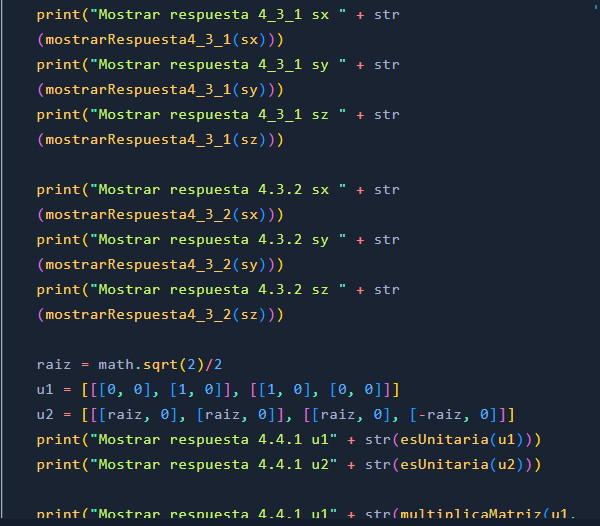 print("Mostrar respuesta 4_3_1 sx " + str
(mostrarRespuesta4_3_1(sx)))
print("Mostrar respuesta 4_3_1 sy " + str
(mostrarRespuesta4_3_1(sy)))
print("Mostrar respuesta 4_3_1 sz " + str
(mostrarRespuesta4_3_1(sz)))
print("Mostrar respuesta 4.3.2 sx " + str
(mostrarRespuesta4_3_2(sx)))
print("Mostrar respuesta 4.3.2 sy " + str
(mostrarRespuesta4_3_2(sy)))
print("Mostrar respuesta 4.3.2 sz " + str
(mostrarRespuesta4_3_2(sz)))
raiz = math.sqrt(2)/2
u1 = [[[0, 0], [1, 0]], [[1, 0], [0, 0]]]
u2 = [[[raiz, 0], [raiz, 0]], [[raiz, 0], [-raiz, 0]]]
print("Mostrar respuesta 4.4.1 u1" + str(esUnitaria(u1)))
print("Mostrar respuesta 4.4.1 u2" + str(esUnitaria(u2)))
print("Mostrar respuesta 4.4.1 u1" + str(multiplicaMatriz(u1,